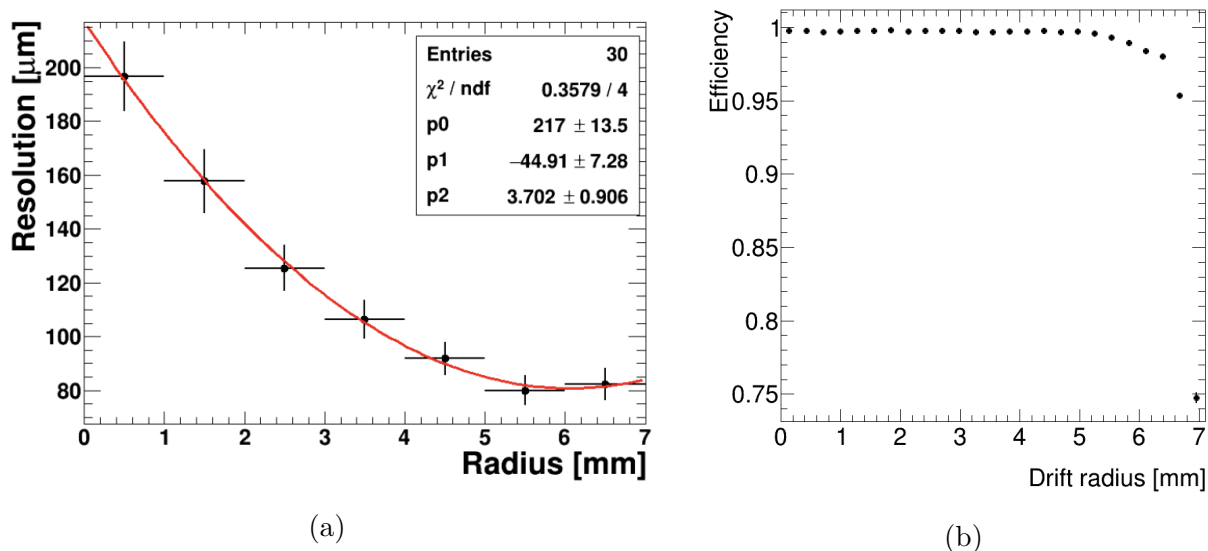 Resolution [μm]
200
180
160
140
120
100
80
Entries 30
χ² / ndf 0.3579 / 4
p0 217 ± 13.5
p1 −44.91 ± 7.28
p2 3.702 ± 0.906
0 1 2 3 4 5 6 7
Radius [mm]
(a)
Efficiency
1
0.95
0.9
0.85
0.8
0.75
0 1 2 3 4 5 6 7
Drift radius [mm]
(b)